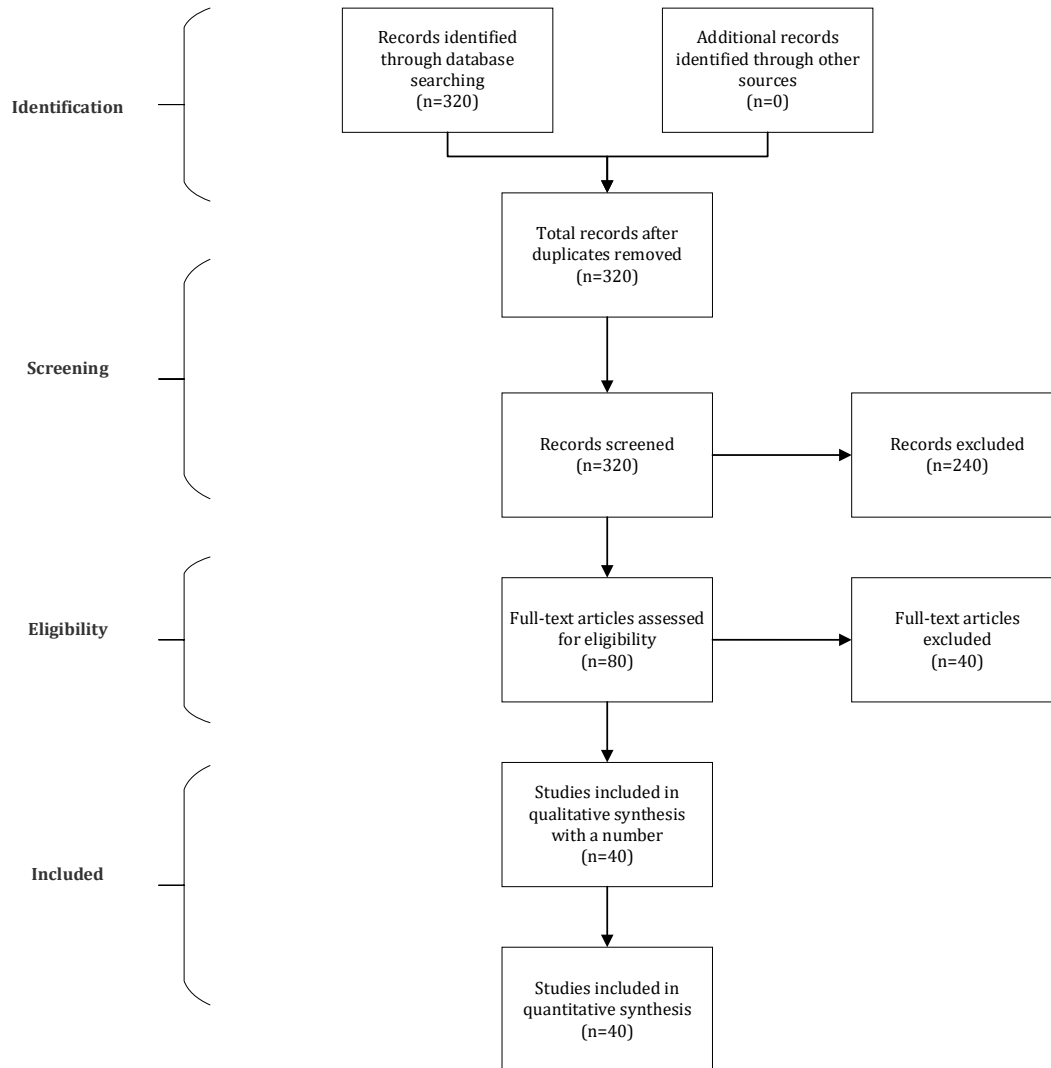 Identification
Records identified
through database
searching
(n=320)
Additional records
identified through other
sources
(n=0)
Total records after
duplicates removed
(n=320)
Screening
Records screened
(n=320)
Records excluded
(n=240)
Eligibility
Full-text articles assessed
for eligibility
(n=80)
Full-text articles
excluded
(n=40)
Included
Studies included in
qualitative synthesis
with a number
(n=40)
Studies included in
quantitative synthesis
(n=40)